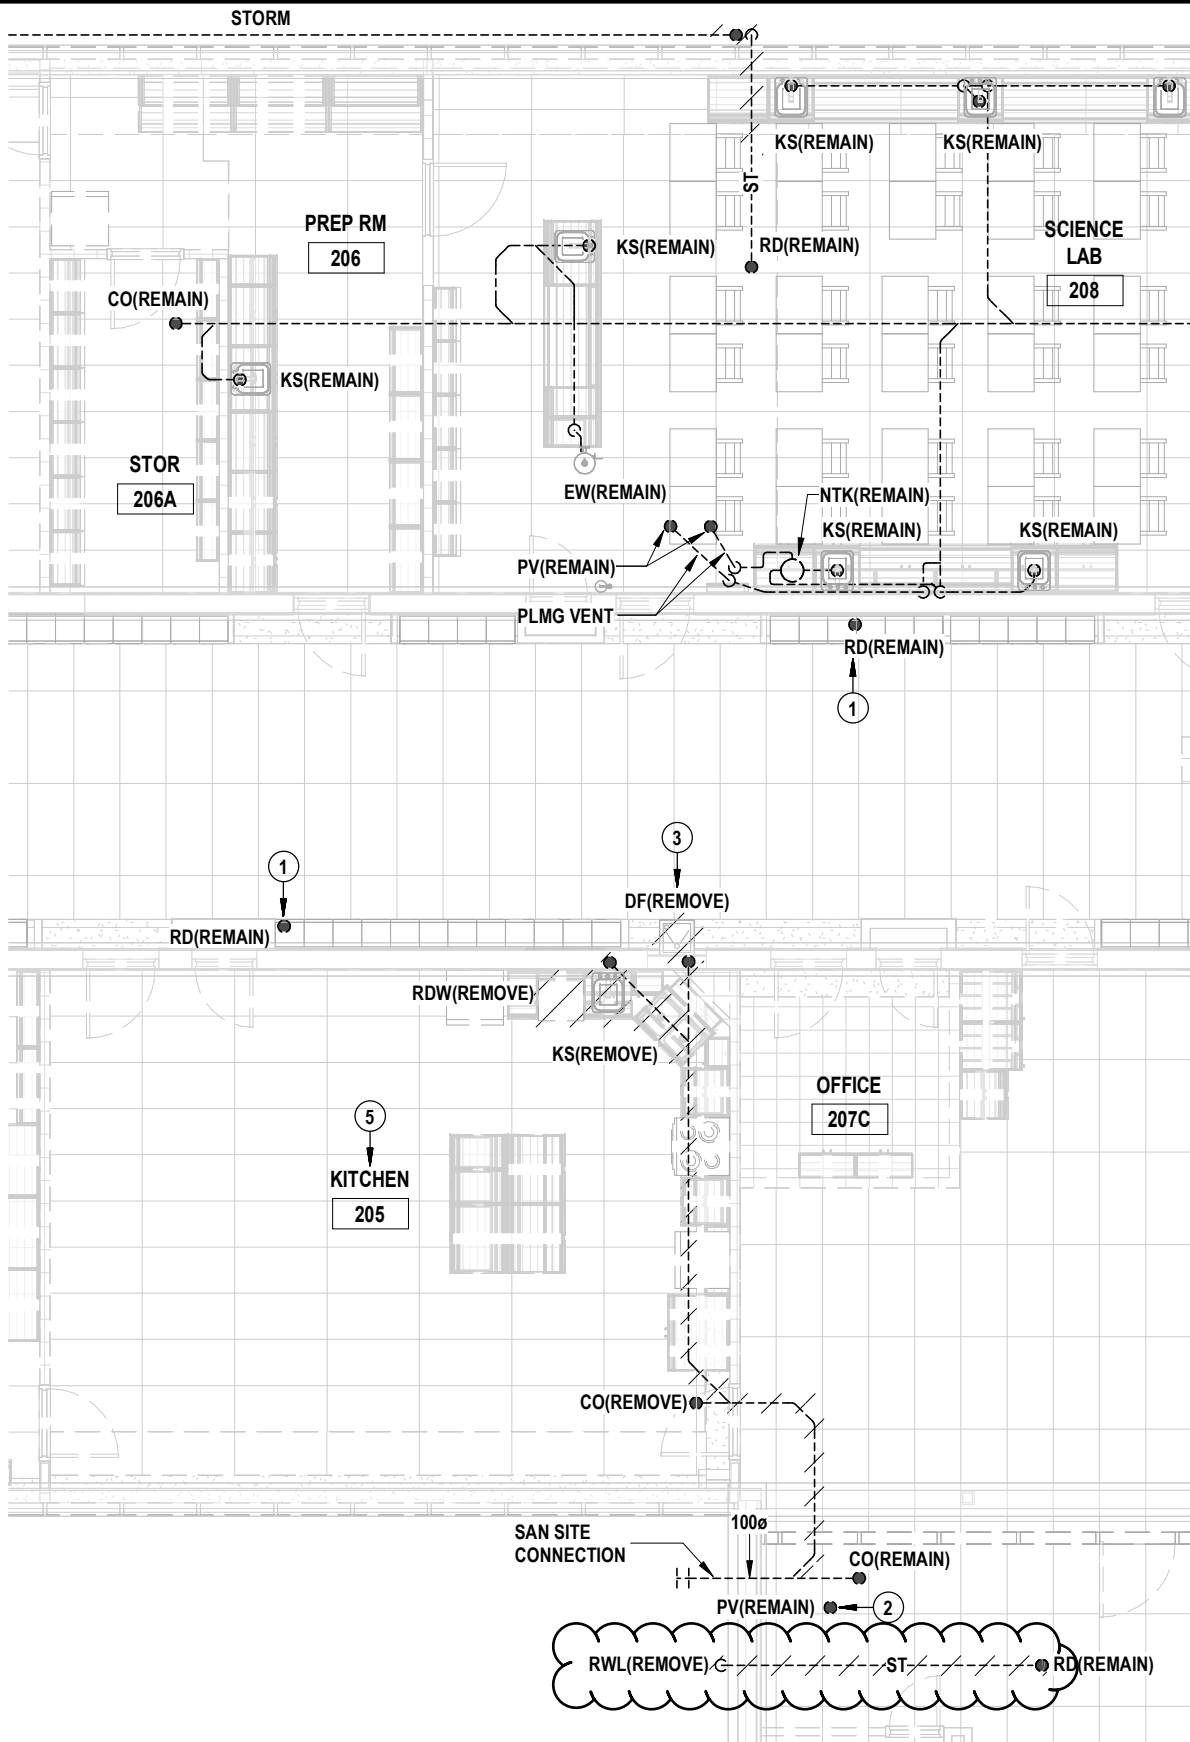 STORM
KS(REMAIN)
KS(REMAIN)
ST
PREP RM
206
KS(REMAIN)
RD(REMAIN)
SCIENCE
LAB
208
CO(REMAIN)
KS(REMAIN)
STOR
206A
EW(REMAIN)
NTK(REMAIN)
KS(REMAIN)
KS(REMAIN)
PV(REMAIN)
PLMG VENT
RD(REMAIN)
1
3
1
DF(REMOVE)
RD(REMAIN)
RDW(REMOVE)
KS(REMOVE)
OFFICE
207C
5
KITCHEN
205
CO(REMOVE)
100ø
SAN SITE
CONNECTION
CO(REMAIN)
PV(REMAIN)
2
RWL(REMOVE)
ST
RD(REMAIN)